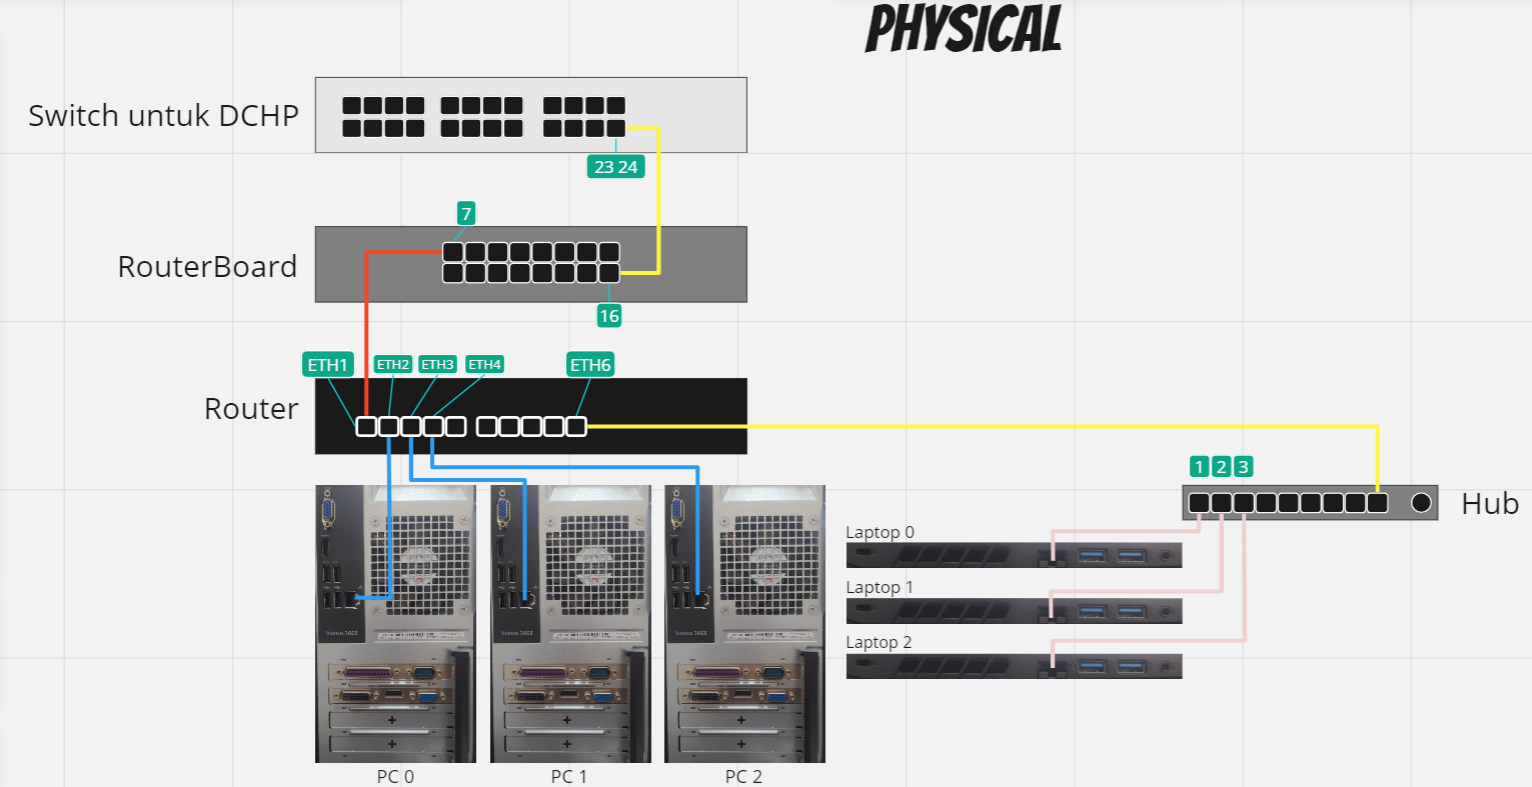 PHYSICAL
Switch untuk DCHP
23 24
7
RouterBoard
16
ETH1
ETH2
ETH3
ETH4
ETH6
Router
1
2
3
Hub
Laptop 0
Laptop 1
Laptop 2
PC 0
PC 1
PC 2